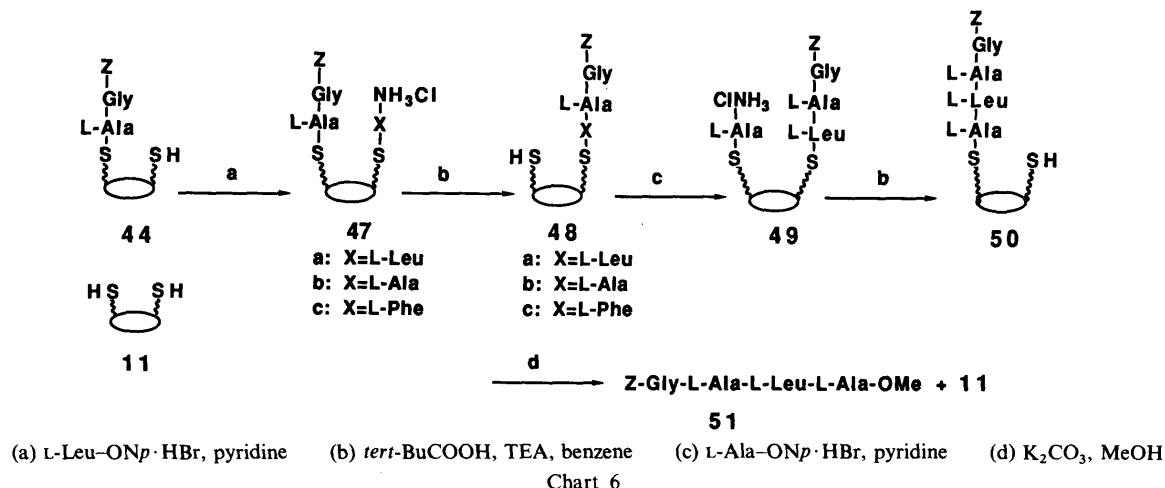 Z
Gly
L-Ala
S
SH
44
a
Z
Gly
L-Ala
S
NH₃Cl
X
S
47
a: X=L-Leu
b: X=L-Ala
c: X=L-Phe
b
Z
Gly
L-Ala
X
HS
S
48
a: X=L-Leu
b: X=L-Ala
c: X=L-Phe
c
ClNH₃
L-Ala
S
Z
Gly
L-Ala
L-Leu
S
49
b
Z
Gly
L-Ala
L-Leu
L-Ala
S
SH
50
HS
SH
11
d
Z-Gly-L-Ala-L-Leu-L-Ala-OMe + 11
51
(a) L-Leu–ONp·HBr, pyridine (b) tert-BuCOOH, TEA, benzene (c) L-Ala–ONp·HBr, pyridine (d) K₂CO₃, MeOH
Chart 6